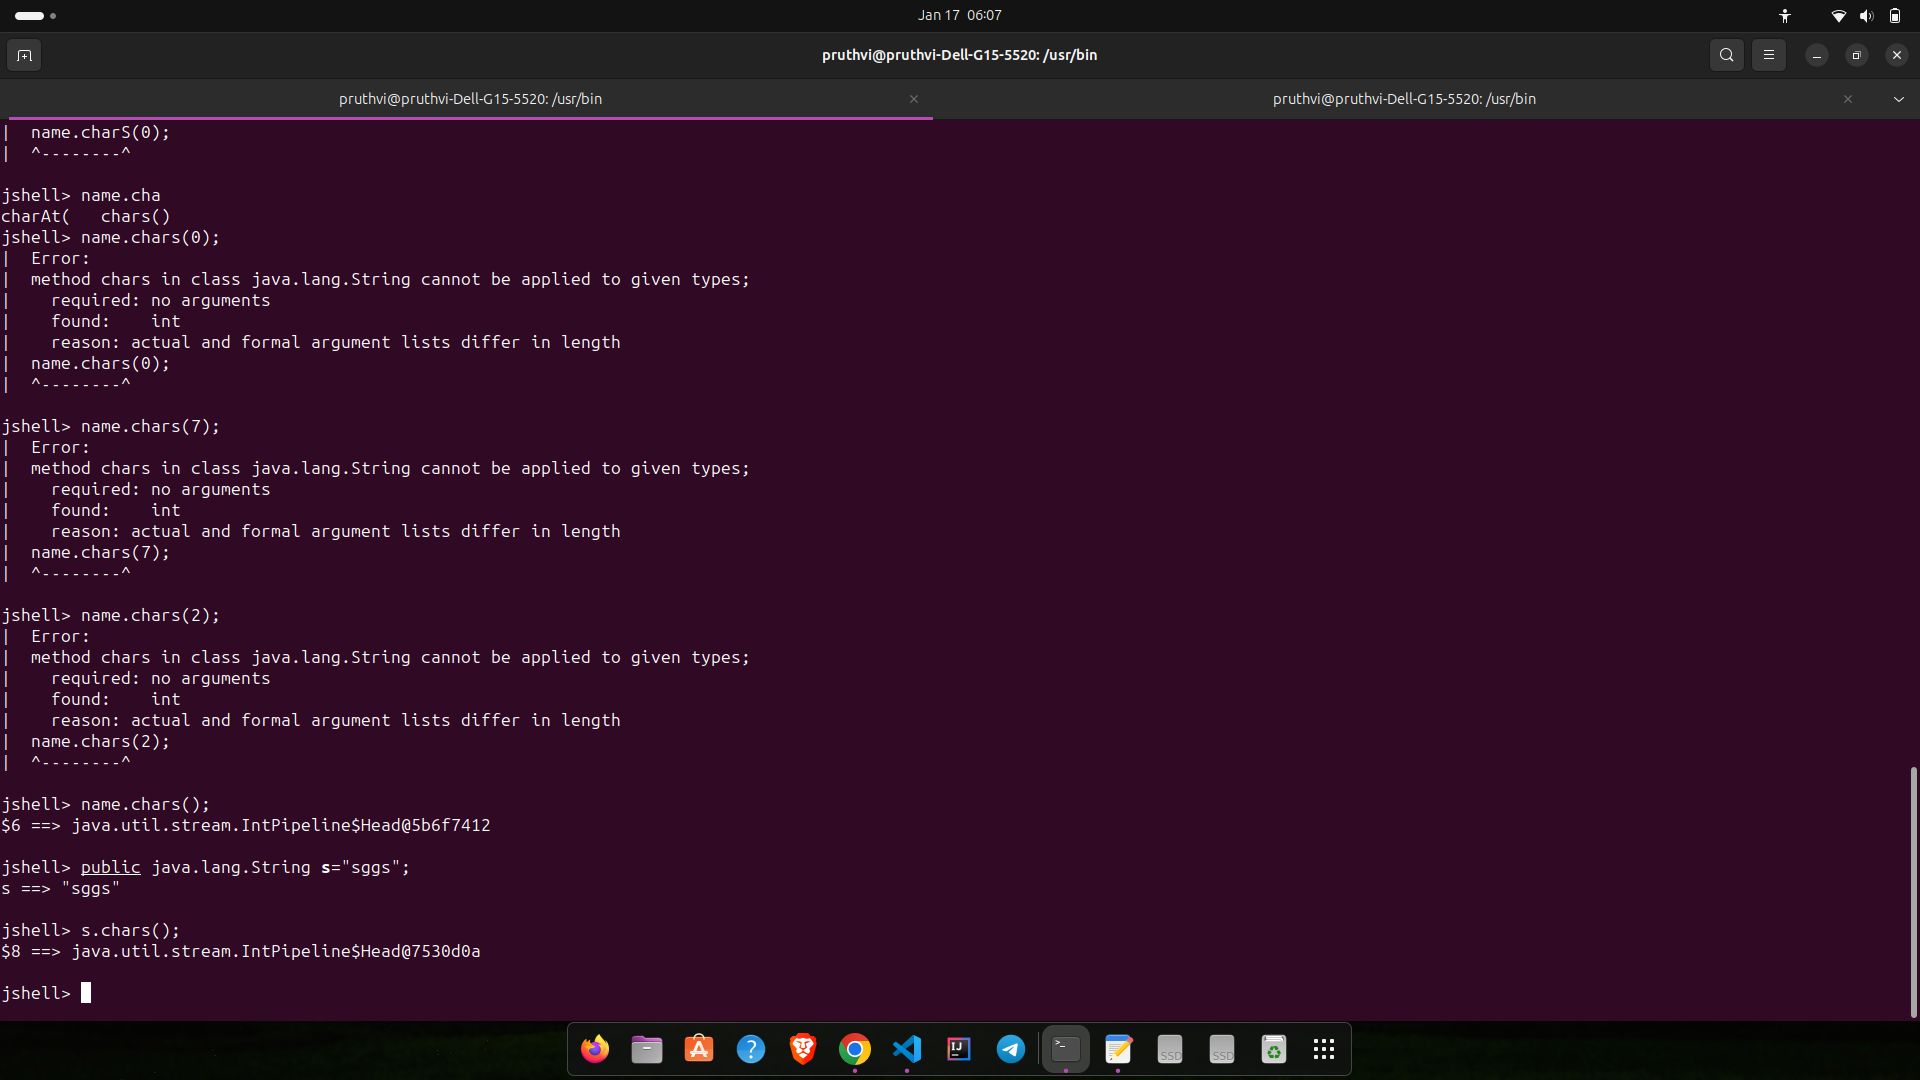 Jan 17 06:07
pruthvi@pruthvi-Dell-G15-5520: /usr/bin
pruthvi@pruthvi-Dell-G15-5520: /usr/bin
pruthvi@pruthvi-Dell-G15-5520: /usr/bin
|  name.charS(0);
|  ^--------^
jshell> name.cha
charAt(   chars()
jshell> name.chars(0);
|  Error:
|  method chars in class java.lang.String cannot be applied to given types;
|    required: no arguments
|    found:    int
|    reason: actual and formal argument lists differ in length
|  name.chars(0);
|  ^--------^
jshell> name.chars(7);
|  Error:
|  method chars in class java.lang.String cannot be applied to given types;
|    required: no arguments
|    found:    int
|    reason: actual and formal argument lists differ in length
|  name.chars(7);
|  ^--------^
jshell> name.chars(2);
|  Error:
|  method chars in class java.lang.String cannot be applied to given types;
|    required: no arguments
|    found:    int
|    reason: actual and formal argument lists differ in length
|  name.chars(2);
|  ^--------^
jshell> name.chars();
$6 ==> java.util.stream.IntPipeline$Head@5b6f7412
jshell> public java.lang.String s="sggs";
s ==> "sggs"
jshell> s.chars();
$8 ==> java.util.stream.IntPipeline$Head@7530d0a
jshell>
A ? IJ >_ SSD SSD